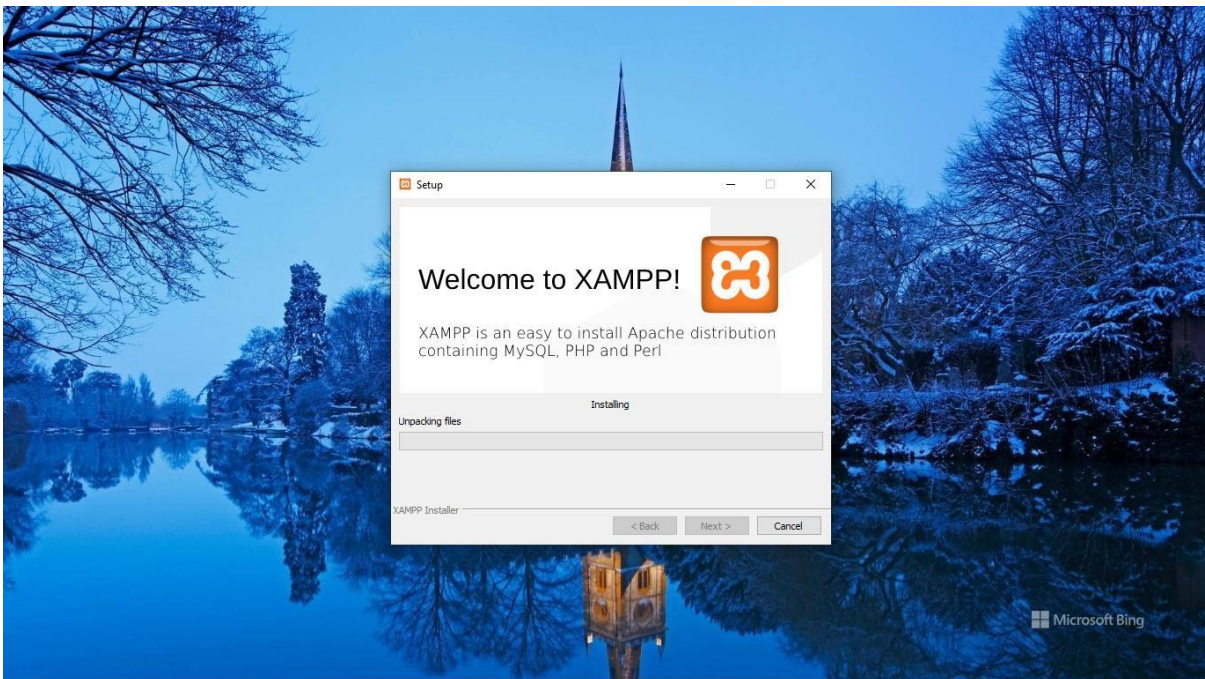 Setup
Welcome to XAMPP!
XAMPP is an easy to install Apache distribution
containing MySQL, PHP and Perl
Installing
Unpacking files
XAMPP Installer
< Back
Next >
Cancel
Microsoft Bing